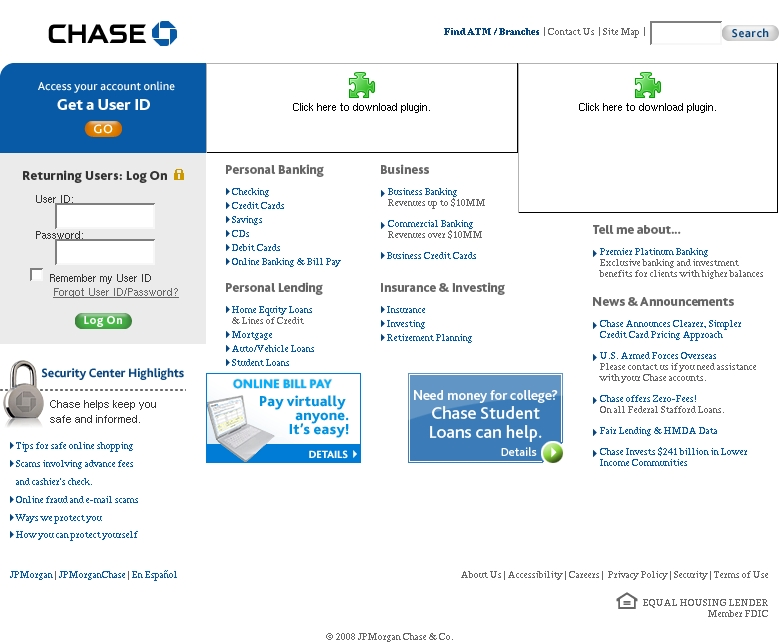 CHASE
Find ATM / Branches | Contact Us | Site Map |
Search
Access your account online
Get a User ID
GO
Click here to download plugin.
Click here to download plugin.
Returning Users: Log On
User ID:
Password:
Remember my User ID
Forgot User ID/Password?
Log On
Security Center Highlights
Chase helps keep you
safe and informed.
Tips for safe online shopping
Scams involving advance fees
and cashier's check.
Online fraud and e-mail scams
Ways we protect you
How you can protect yourself
Personal Banking
Checking
Credit Cards
Savings
CDs
Debit Cards
Online Banking & Bill Pay
Personal Lending
Home Equity Loans
& Lines of Credit
Mortgage
Auto/Vehicle Loans
Student Loans
Business
Business Banking
Revenues up to $10MM
Commercial Banking
Revenues over $10MM
Business Credit Cards
Insurance & Investing
Insurance
Investing
Retirement Planning
ONLINE BILL PAY
Pay virtually
anyone.
It's easy!
DETAILS
Need money for college?
Chase Student
Loans can help.
Details
Tell me about...
Premier Platinum Banking
Exclusive banking and investment
benefits for clients with higher balances
News & Announcements
Chase Announces Clearer, Simpler
Credit Card Pricing Approach
U.S. Armed Forces Overseas
Please contact us if you need assistance
with your Chase accounts.
Chase offers Zero-Fees!
On all Federal Stafford Loans.
Fair Lending & HMDA Data
Chase Invests $241 billion in Lower
Income Communities
JPMorgan | JPMorganChase | En Español
About Us | Accessibility | Careers | Privacy Policy | Security | Terms of Use
EQUAL HOUSING LENDER
Member FDIC
© 2008 JPMorgan Chase & Co.